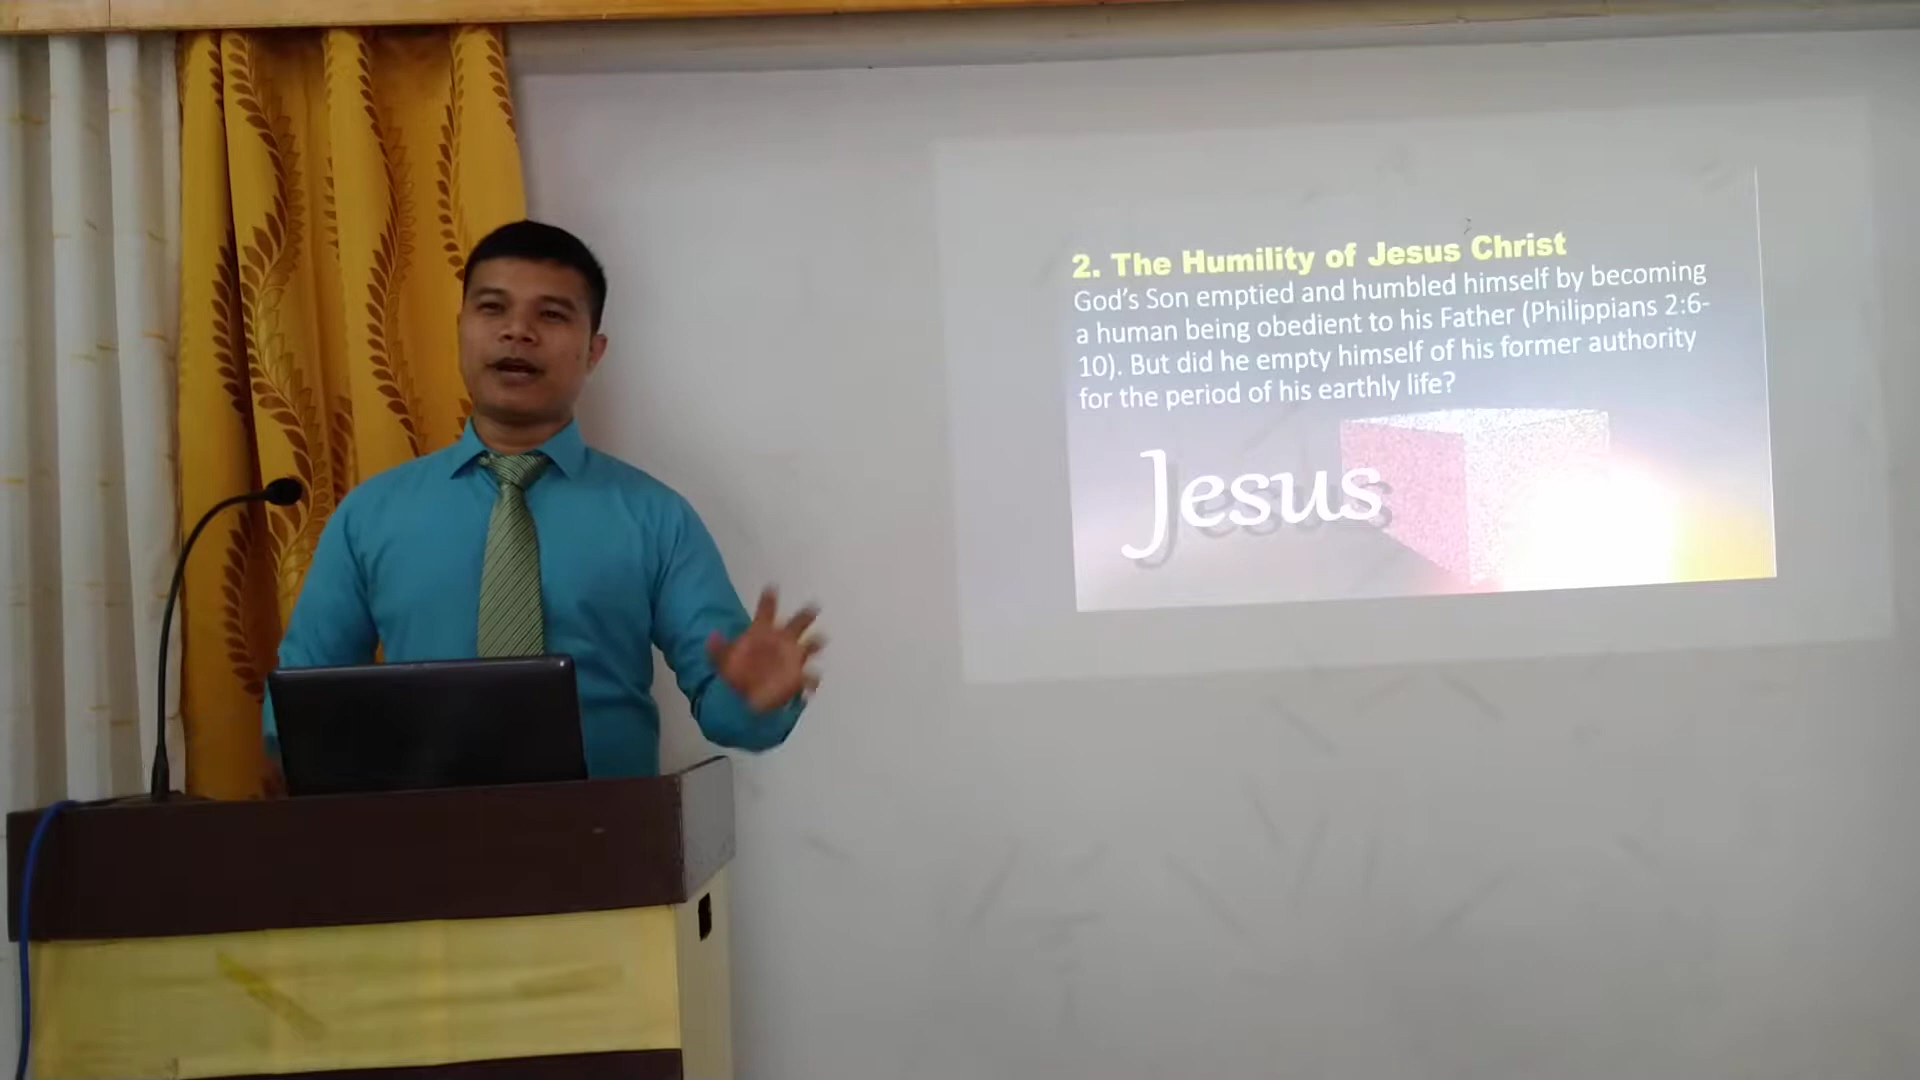 2. The Humility of Jesus Christ
God's Son emptied and humbled himself by becoming
a human being obedient to his Father (Philippians 2:6-
10). But did he empty himself of his former authority
for the period of his earthly life?
Jesus